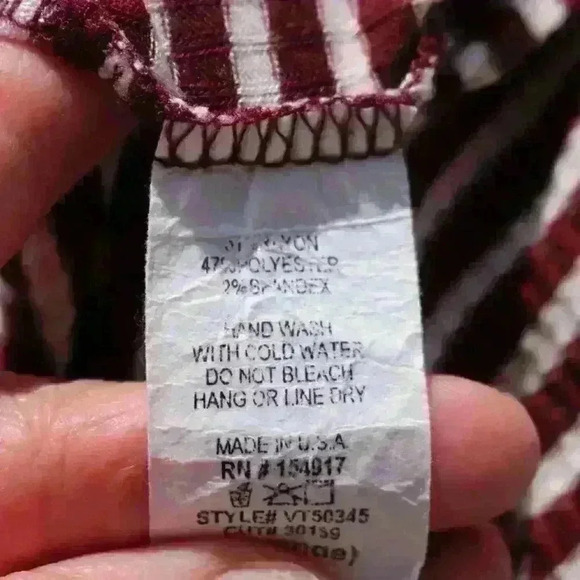 47% POLYESTER
2% SPANDEX
HAND WASH
WITH COLD WATER
DO NOT BLEACH
HANG OR LINE DRY
MADE IN U.S.A.
RN # 154917
STYLE# VT50345
CUT#